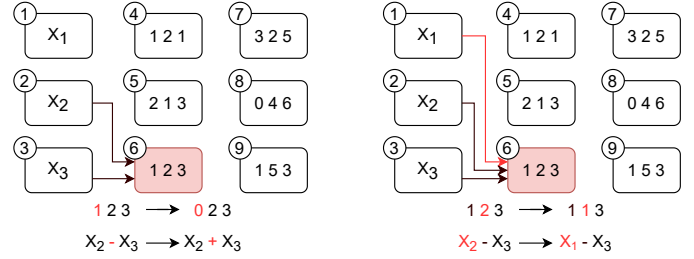 1 4 7
X1 1 2 1 3 2 5
2 5 8
X2 2 1 3 0 4 6
3 6 9
X3 1 2 3 1 5 3
1 2 3 → 0 2 3
X2 - X3 → X2 + X3
1 4 7
X1 1 2 1 3 2 5
2 5 8
X2 2 1 3 0 4 6
3 6 9
X3 1 2 3 1 5 3
1 2 3 → 1 1 3
X2 - X3 → X1 - X3